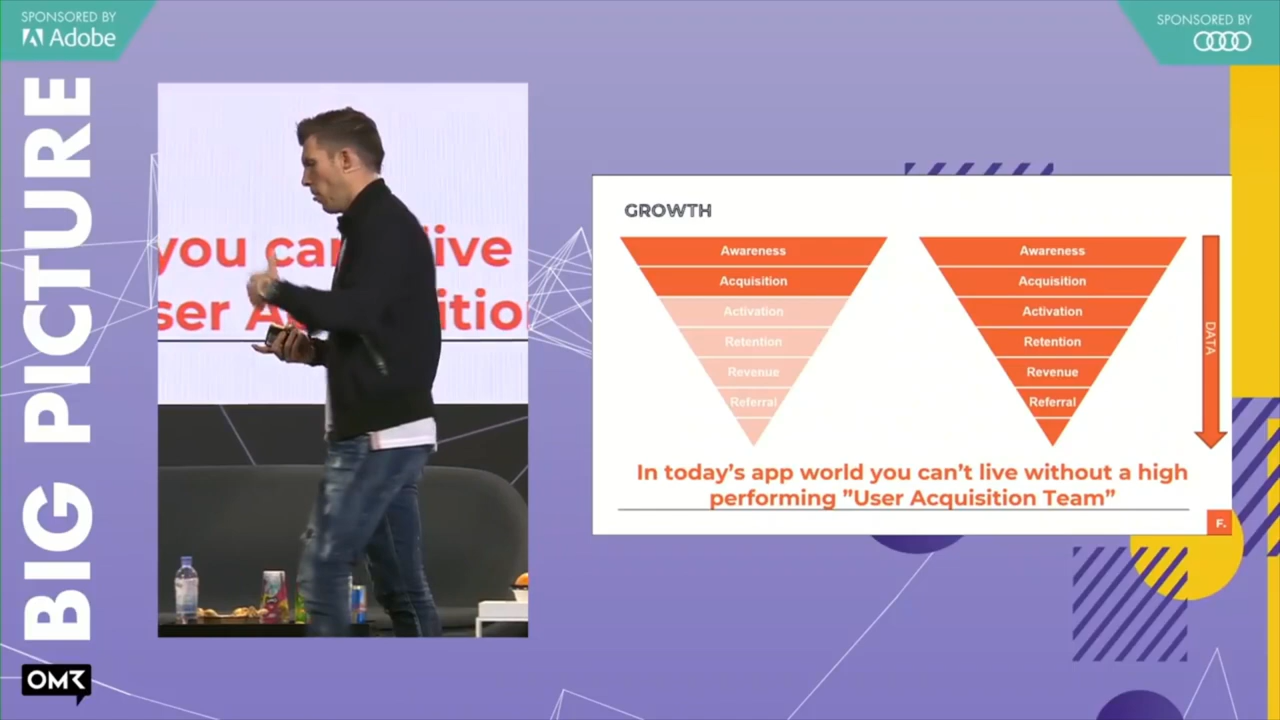 SPONSORED BY
Adobe
SPONSORED BY
BIG PICTURE
OMR
you can live
ser A itio
GROWTH
Awareness
Acquisition
Activation
Retention
Revenue
Referral
Awareness
Acquisition
Activation
Retention
Revenue
Referral
DATA
In today's app world you can't live without a high
performing "User Acquisition Team"
F.